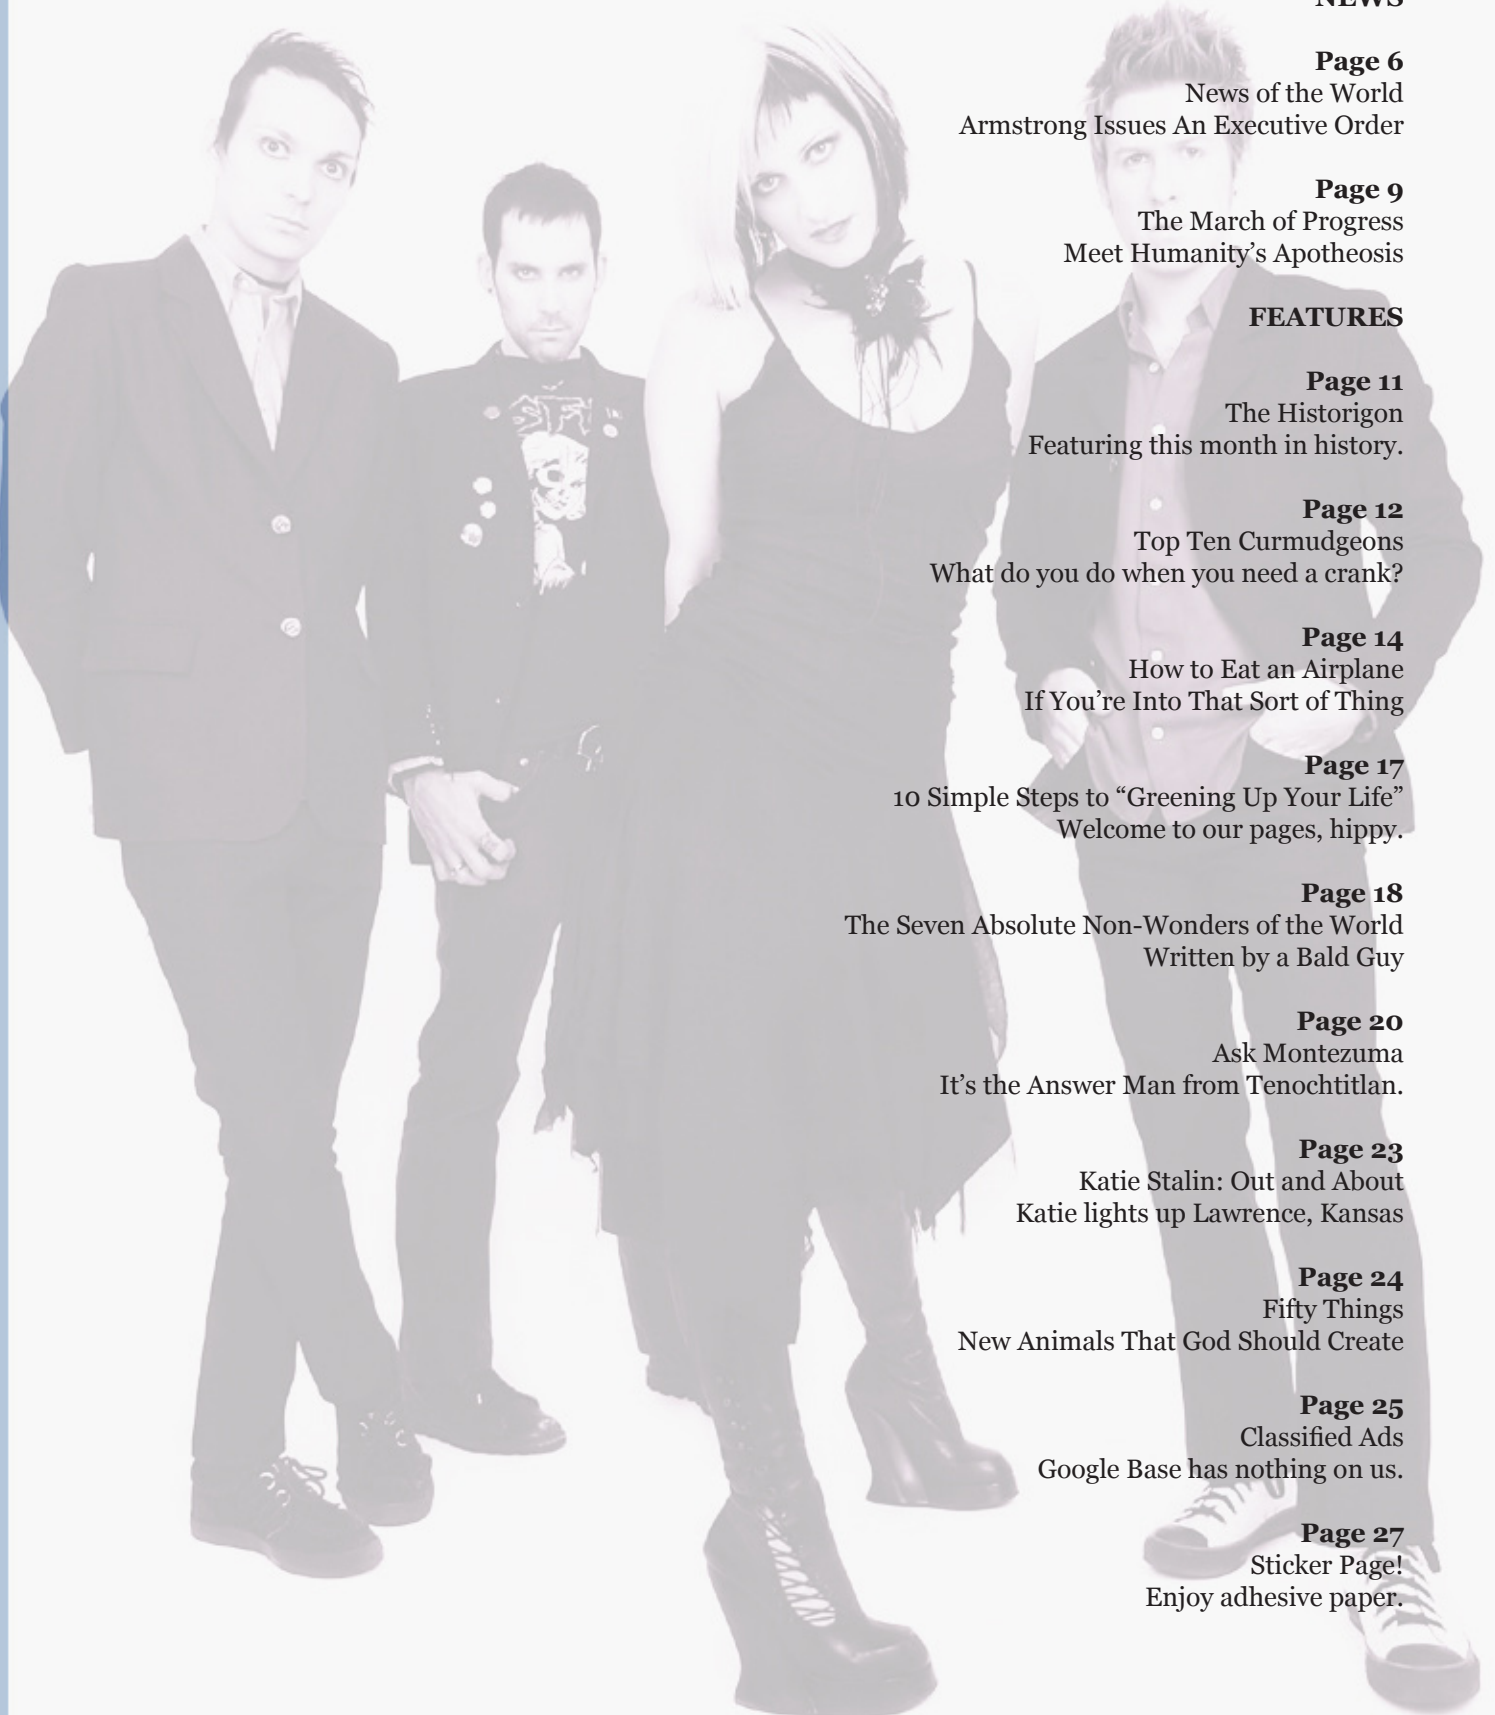 NEWS
Page 6
News of the World
Armstrong Issues An Executive Order
Page 9
The March of Progress
Meet Humanity’s Apotheosis
FEATURES
Page 11
The Historigon
Featuring this month in history.
Page 12
Top Ten Curmudgeons
What do you do when you need a crank?
Page 14
How to Eat an Airplane
If You’re Into That Sort of Thing
Page 17
10 Simple Steps to “Greening Up Your Life”
Welcome to our pages, hippy.
Page 18
The Seven Absolute Non-Wonders of the World
Written by a Bald Guy
Page 20
Ask Montezuma
It’s the Answer Man from Tenochtitlan.
Page 23
Katie Stalin: Out and About
Katie lights up Lawrence, Kansas
Page 24
Fifty Things
New Animals That God Should Create
Page 25
Classified Ads
Google Base has nothing on us.
Page 27
Sticker Page!
Enjoy adhesive paper.